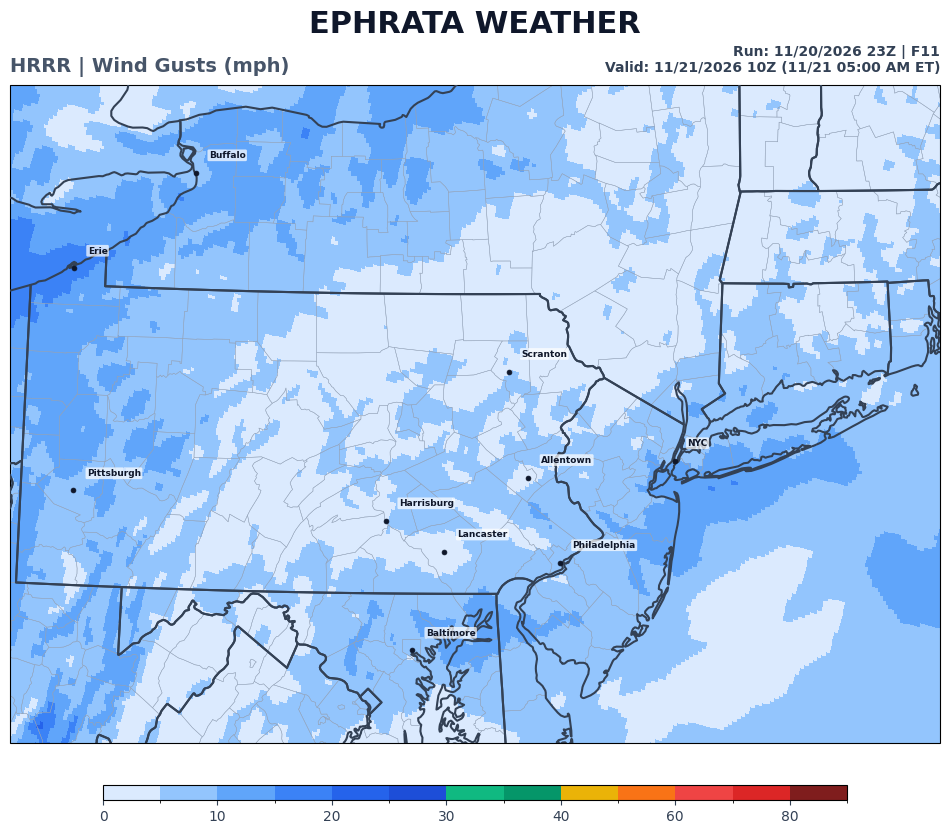 EPHRATA WEATHER
HRRR | Wind Gusts (mph)
Run: 11/20/2026 23Z | F11
Valid: 11/21/2026 10Z (11/21 05:00 AM ET)
Buffalo
Erie
Scranton
NYC
Allentown
Pittsburgh
Harrisburg
Lancaster
Philadelphia
Baltimore
0 10 20 30 40 50 60 70 80